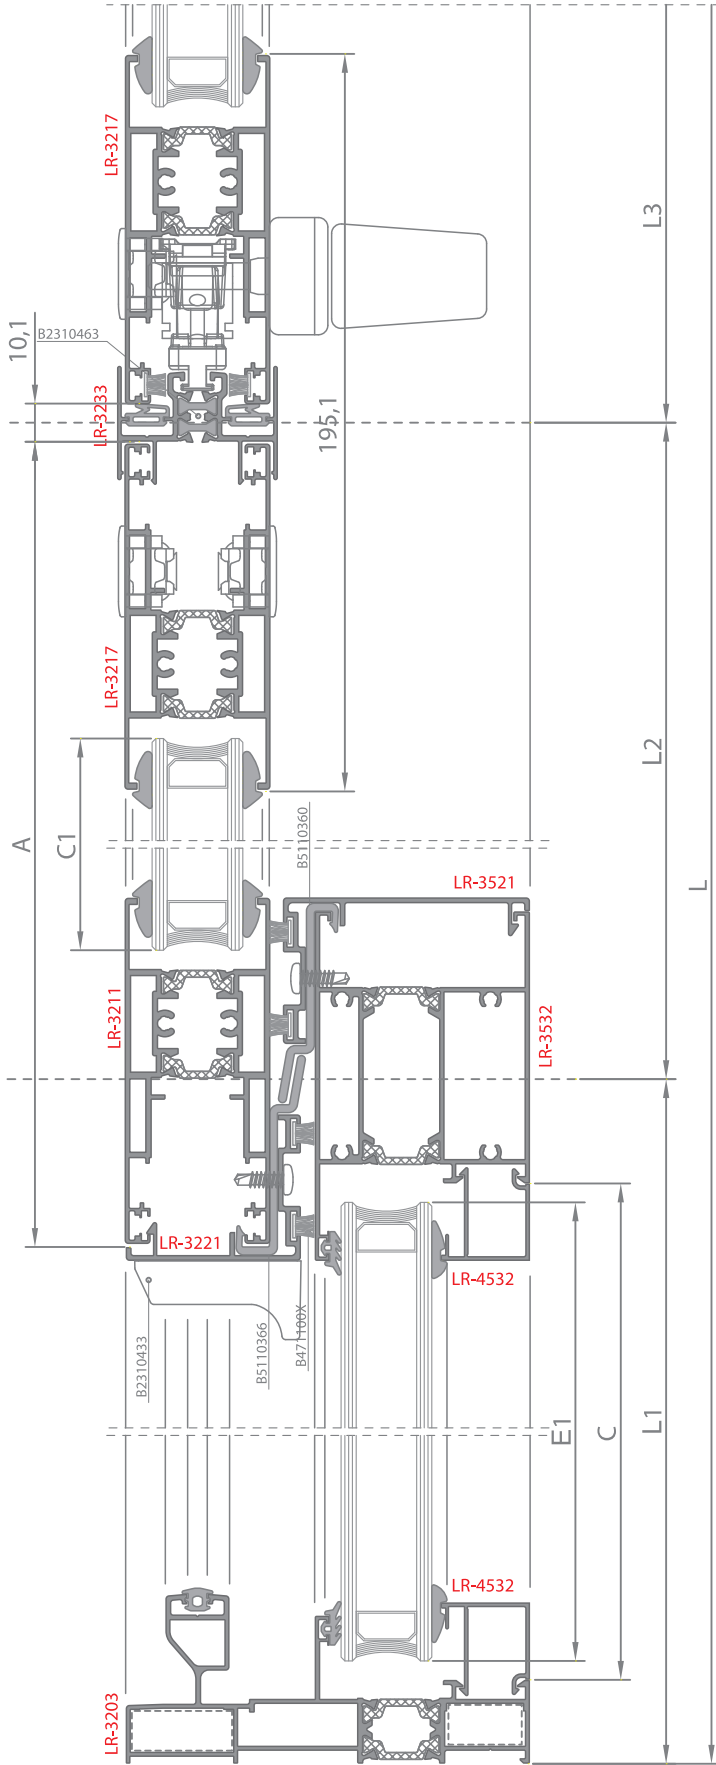 LR-3217
L3
10,1
B2310463
LR-3233
195,1
LR-3217
L2
A
C1
B5110360
LR-3521
L
LR-3211
LR-3532
LR-3221
LR-4532
B2310433
B5110366
B471100X
E1
C
L1
LR-4532
LR-3203